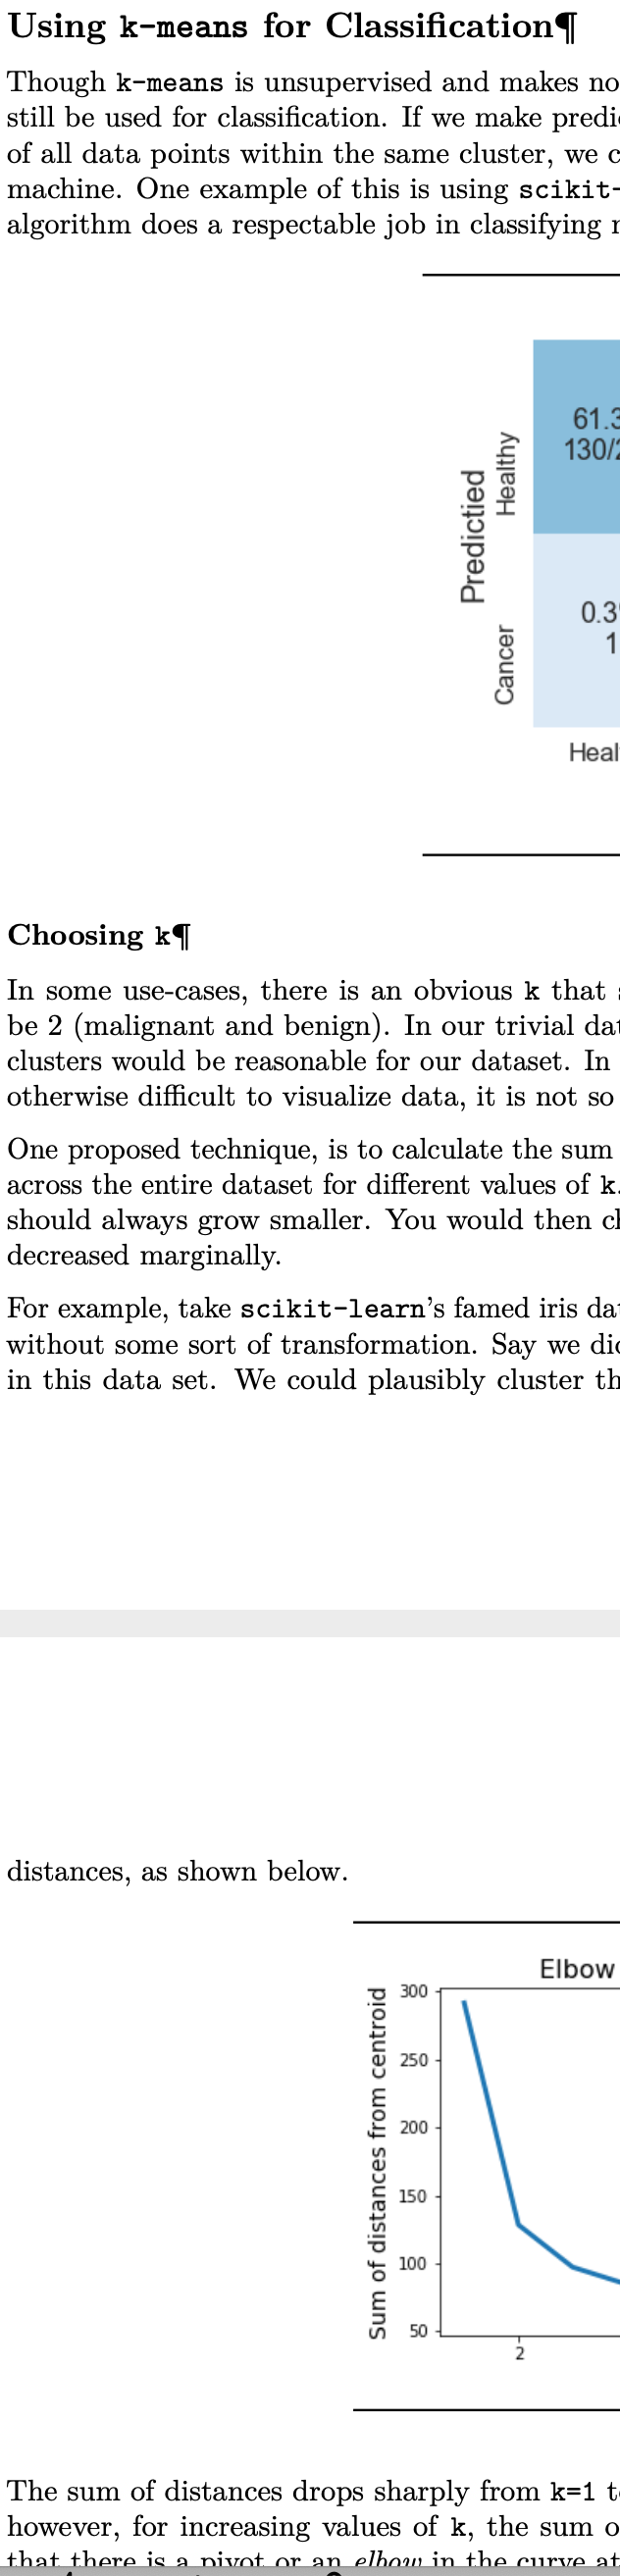 Using k-means for Classification¶
Though k-means is unsupervised and makes no
still be used for classification. If we make
of all data points within the same cluster, we
machine. One example of this is using scikit-
algorithm does a respectable job in classifying
Predictied
Healthy
Cancer
61.3
130/
0.3
1
Choosing k¶
In some use-cases, there is an obvious k that
be 2 (malignant and benign). In our trivial
clusters would be reasonable for our dataset. In
otherwise difficult to visualize data, it is not so
One proposed technique, is to calculate the sum
across the entire dataset for different values of k.
should always grow smaller. You would then
decreased marginally.
For example, take scikit-learn's famed iris
without some sort of transformation. Say we
in this data set. We could plausibly cluster
distances, as shown below.
Elbow
Sum of distances from centroid
300
250
200
150
100
50
2
The sum of distances drops sharply from k=1
however, for increasing values of k, the sum
that there is a pivot or an elbow in the curve at